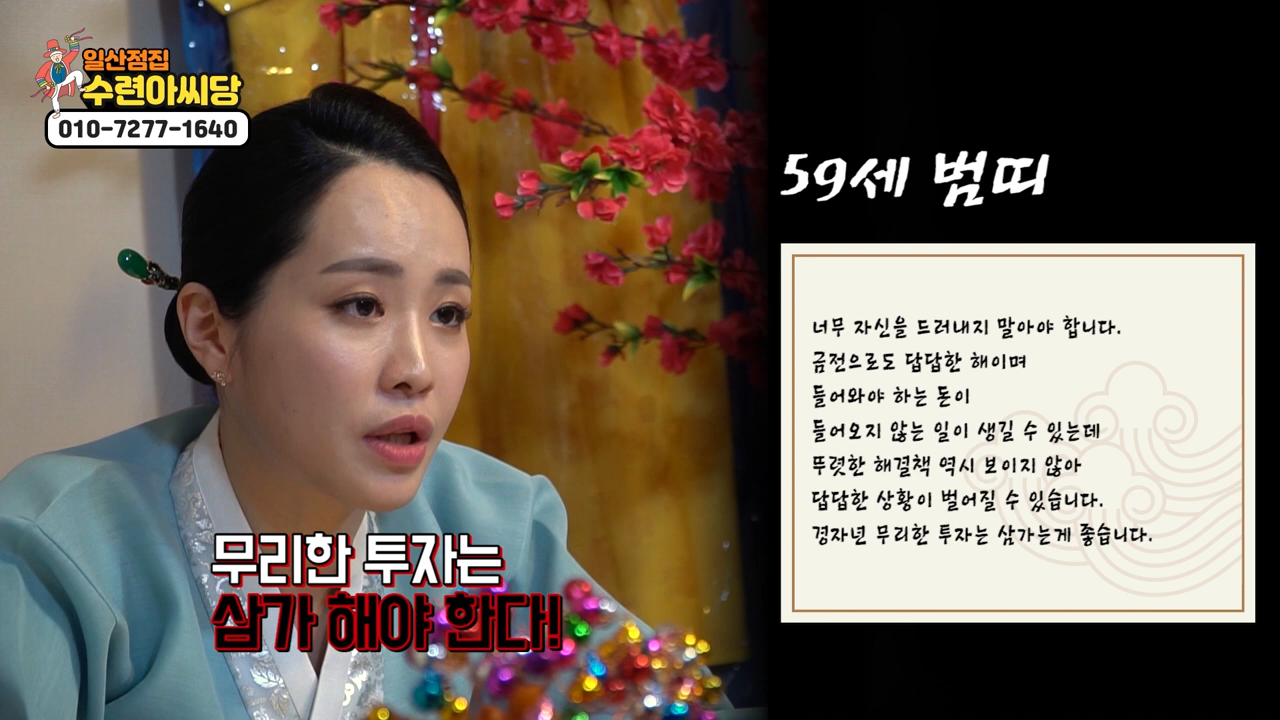 일산점집
수련아씨당
010-7277-1640
59세 범띠
너무 자신을 드러내지 말아야 합니다.
금전으로도 답답한 해이며
들어와야 하는 돈이
들어오지 않는 일이 생길 수 있는데
뚜렷한 해결책 역시 보이지 않아
답답한 상황이 벌어질 수 있습니다.
경자년 무리한 투자는 삼가는게 좋습니다.
무리한 투자는
삼가 해야 한다!